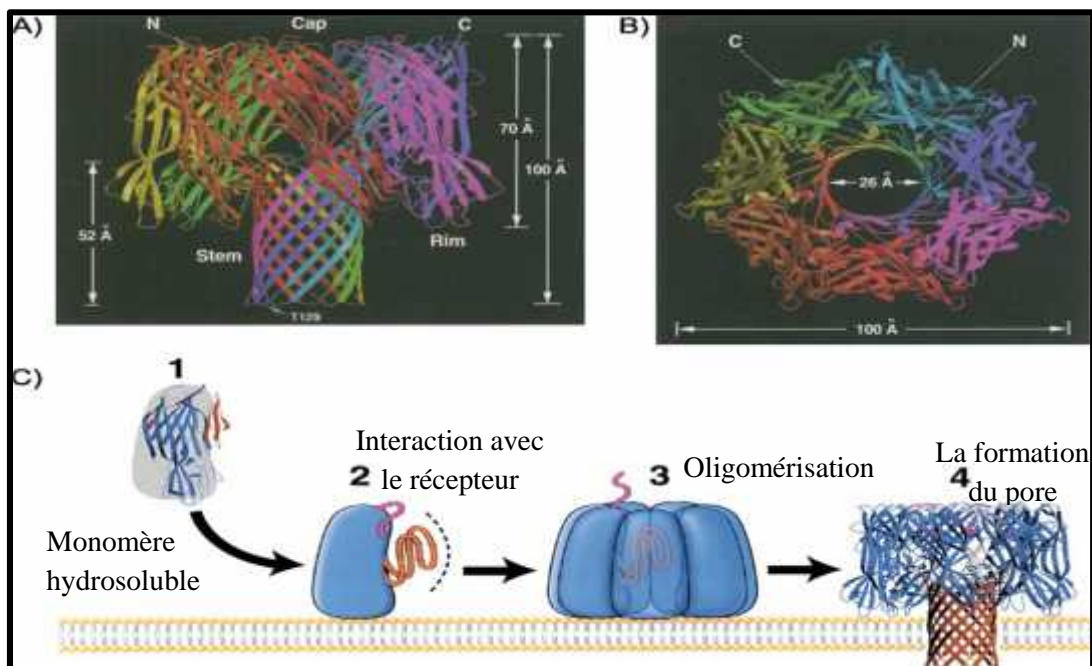 A)
N
Cap
C
70 Å
100 Å
52 Å
Stem
Rim
T129
B)
C
N
26 Å
100 Å
C)
1
Monomère
hydrosoluble
Interaction avec
2 le récepteur
3 Oligomérisation
La formation
4 du pore